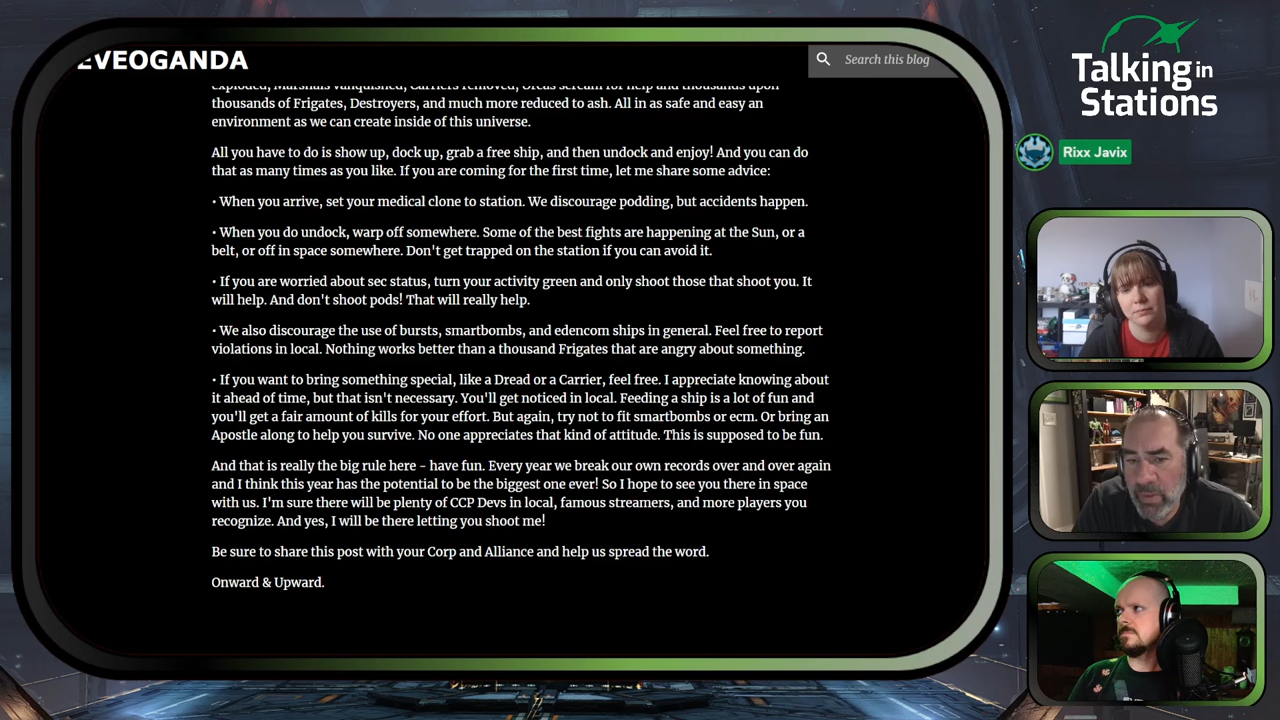 EVEOGANDA
Search this blog
exploded, Marshals vanquished, Carriers removed, Orcas scream for help and thousands upon
thousands of Frigates, Destroyers, and much more reduced to ash. All in as safe and easy an
environment as we can create inside of this universe.
All you have to do is show up, dock up, grab a free ship, and then undock and enjoy! And you can do
that as many times as you like. If you are coming for the first time, let me share some advice:
• When you arrive, set your medical clone to station. We discourage podding, but accidents happen.
• When you do undock, warp off somewhere. Some of the best fights are happening at the Sun, or a
belt, or off in space somewhere. Don't get trapped on the station if you can avoid it.
• If you are worried about sec status, turn your activity green and only shoot those that shoot you. It
will help. And don't shoot pods! That will really help.
• We also discourage the use of bursts, smartbombs, and edencom ships in general. Feel free to report
violations in local. Nothing works better than a thousand Frigates that are angry about something.
• If you want to bring something special, like a Dread or a Carrier, feel free. I appreciate knowing about
it ahead of time, but that isn't necessary. You'll get noticed in local. Feeding a ship is a lot of fun and
you'll get a fair amount of kills for your effort. But again, try not to fit smartbombs or ecm. Or bring an
Apostle along to help you survive. No one appreciates that kind of attitude. This is supposed to be fun.
And that is really the big rule here - have fun. Every year we break our own records over and over again
and I think this year has the potential to be the biggest one ever! So I hope to see you there in space
with us. I'm sure there will be plenty of CCP Devs in local, famous streamers, and more players you
recognize. And yes, I will be there letting you shoot me!
Be sure to share this post with your Corp and Alliance and help us spread the word.
Onward & Upward.
Talking in
Stations
Rixx Javix